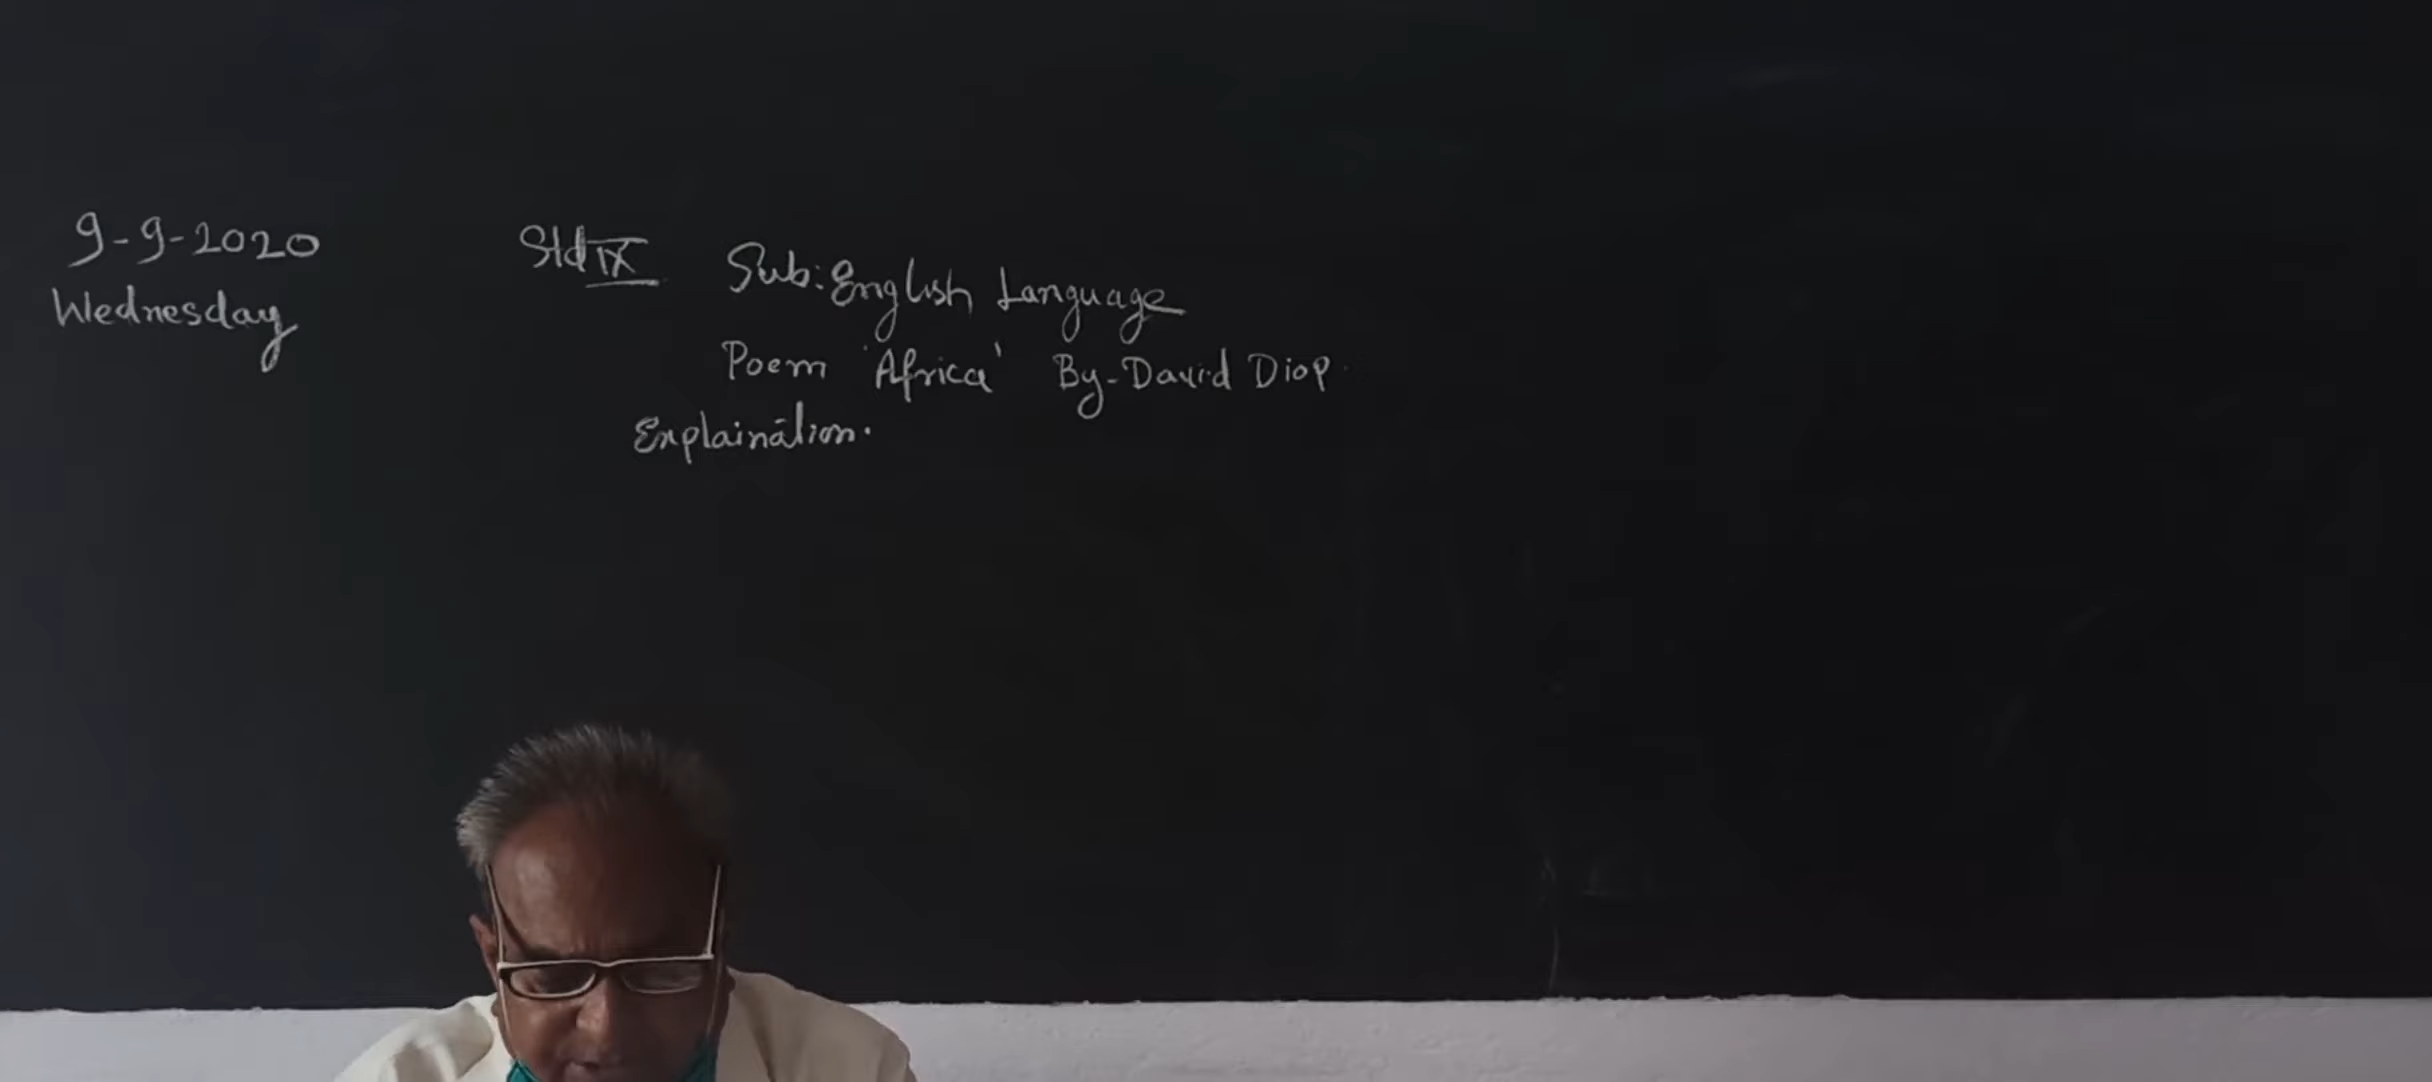 9-9-2020
Wednesday
Std IX
Sub: English Language
Poem 'Africa' By-David Diop
Explaination.